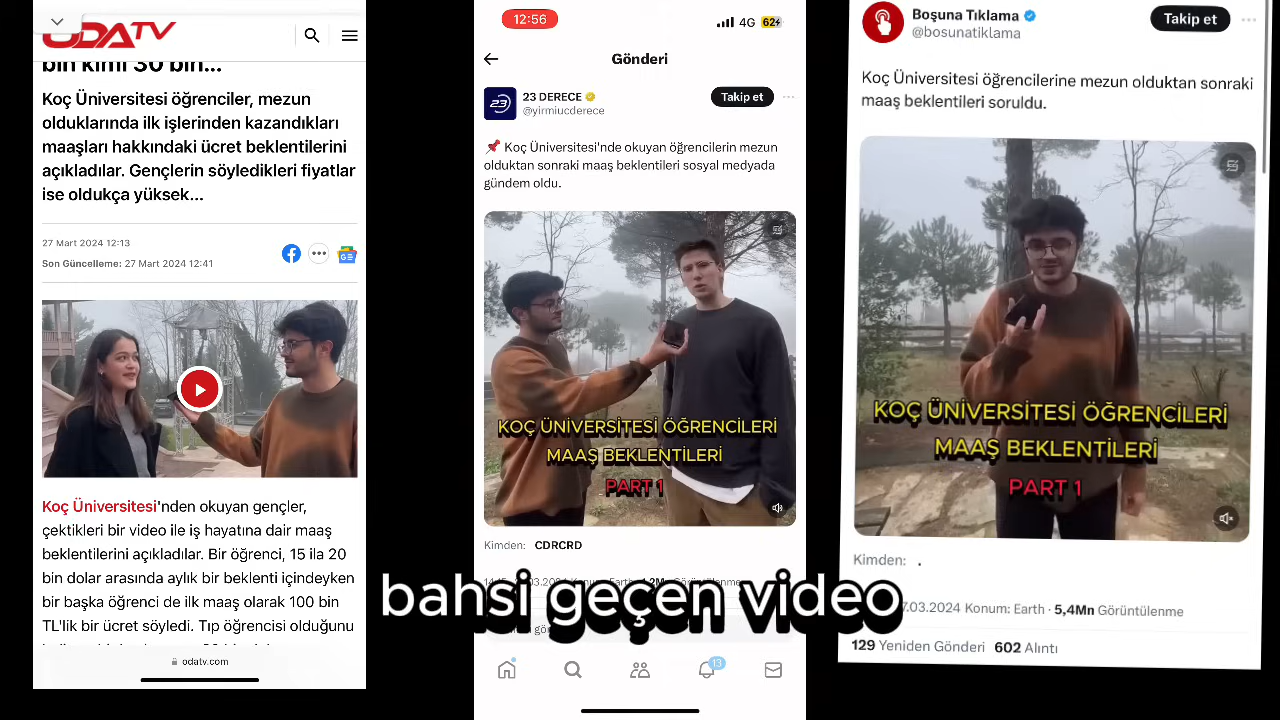 ODATV
bin kimi 30 bin...
Koç Üniversitesi öğrenciler, mezun
olduklarında ilk işlerinden kazandıkları
maaşları hakkındaki ücret beklentilerini
açıkladılar. Gençlerin söyledikleri fiyatlar
ise oldukça yüksek...
27 Mart 2024 12:13
Son Güncelleme: 27 Mart 2024 12:41
Koç Üniversitesi'nden okuyan gençler,
çektikleri bir video ile iş hayatına dair maaş
beklentilerini açıkladılar. Bir öğrenci, 15 ila 20
bin dolar arasında aylık bir beklenti içindeyken
bir başka öğrenci de ilk maaş olarak 100 bin
TL'lik bir ücret söyledi. Tıp öğrencisi olduğunu
odatv.com
12:56
4G 62
Gönderi
23 DERECE
@yirmiucderece
Takip et
Koç Üniversitesi'nde okuyan öğrencilerin mezun
olduktan sonraki maaş beklentileri sosyal medyada
gündem oldu.
KOÇ ÜNİVERSİTESİ ÖĞRENCİLERİ
MAAŞ BEKLENTİLERİ
PART 1
Kimden: CDRCRD
Konum: Earth
13
Boşuna Tıklama
@bosunatiklama
Takip et
Koç Üniversitesi öğrencilerine mezun olduktan sonraki
maaş beklentileri soruldu.
KOÇ ÜNİVERSİTESİ ÖĞRENCİLERİ
MAAŞ BEKLENTİLERİ
PART 1
Kimden: .
7.03.2024 Konum: Earth · 5,4Mn Görüntülenme
129 Yeniden Gönderi 602 Alıntı
bahsi geçen video